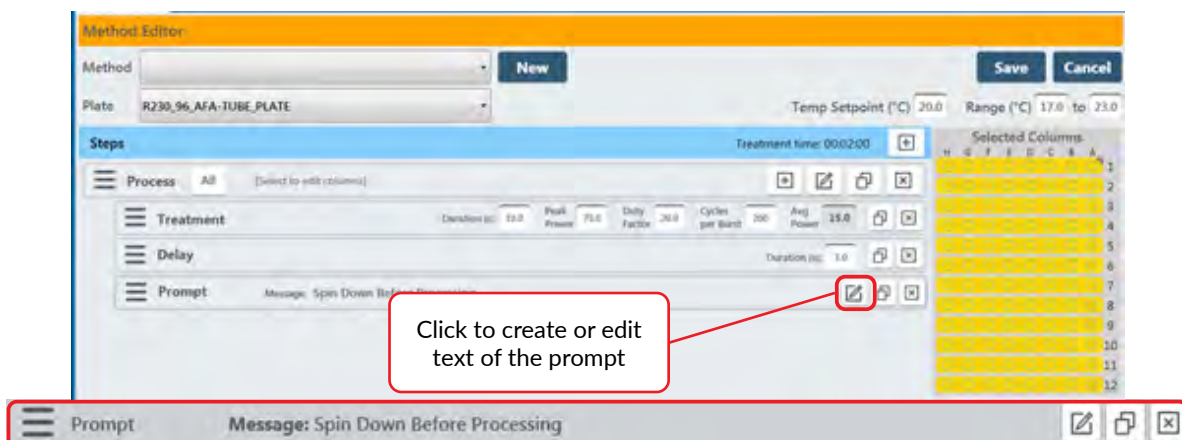 Method Editor
Method New Save Cancel
Plate R230_96_AFA-TUBE_PLATE Temp Setpoint (°C) 20.0 Range (°C) 17.0 to 23.0
Steps Treatment time: 00:02:00 Selected Columns
H G F E D C B A
Process All [Select to edit columns]
Treatment Duration (s) 10.0 Peak Power 75.0 Duty Factor 20.0 Cycles per Burst 200 Avg Power 15.0
Delay Duration (s) 1.0
Prompt Message: Spin Down Before Processing
1
2
3
4
5
6
7
8
9
10
11
12
Click to create or edit
text of the prompt
Prompt Message: Spin Down Before Processing